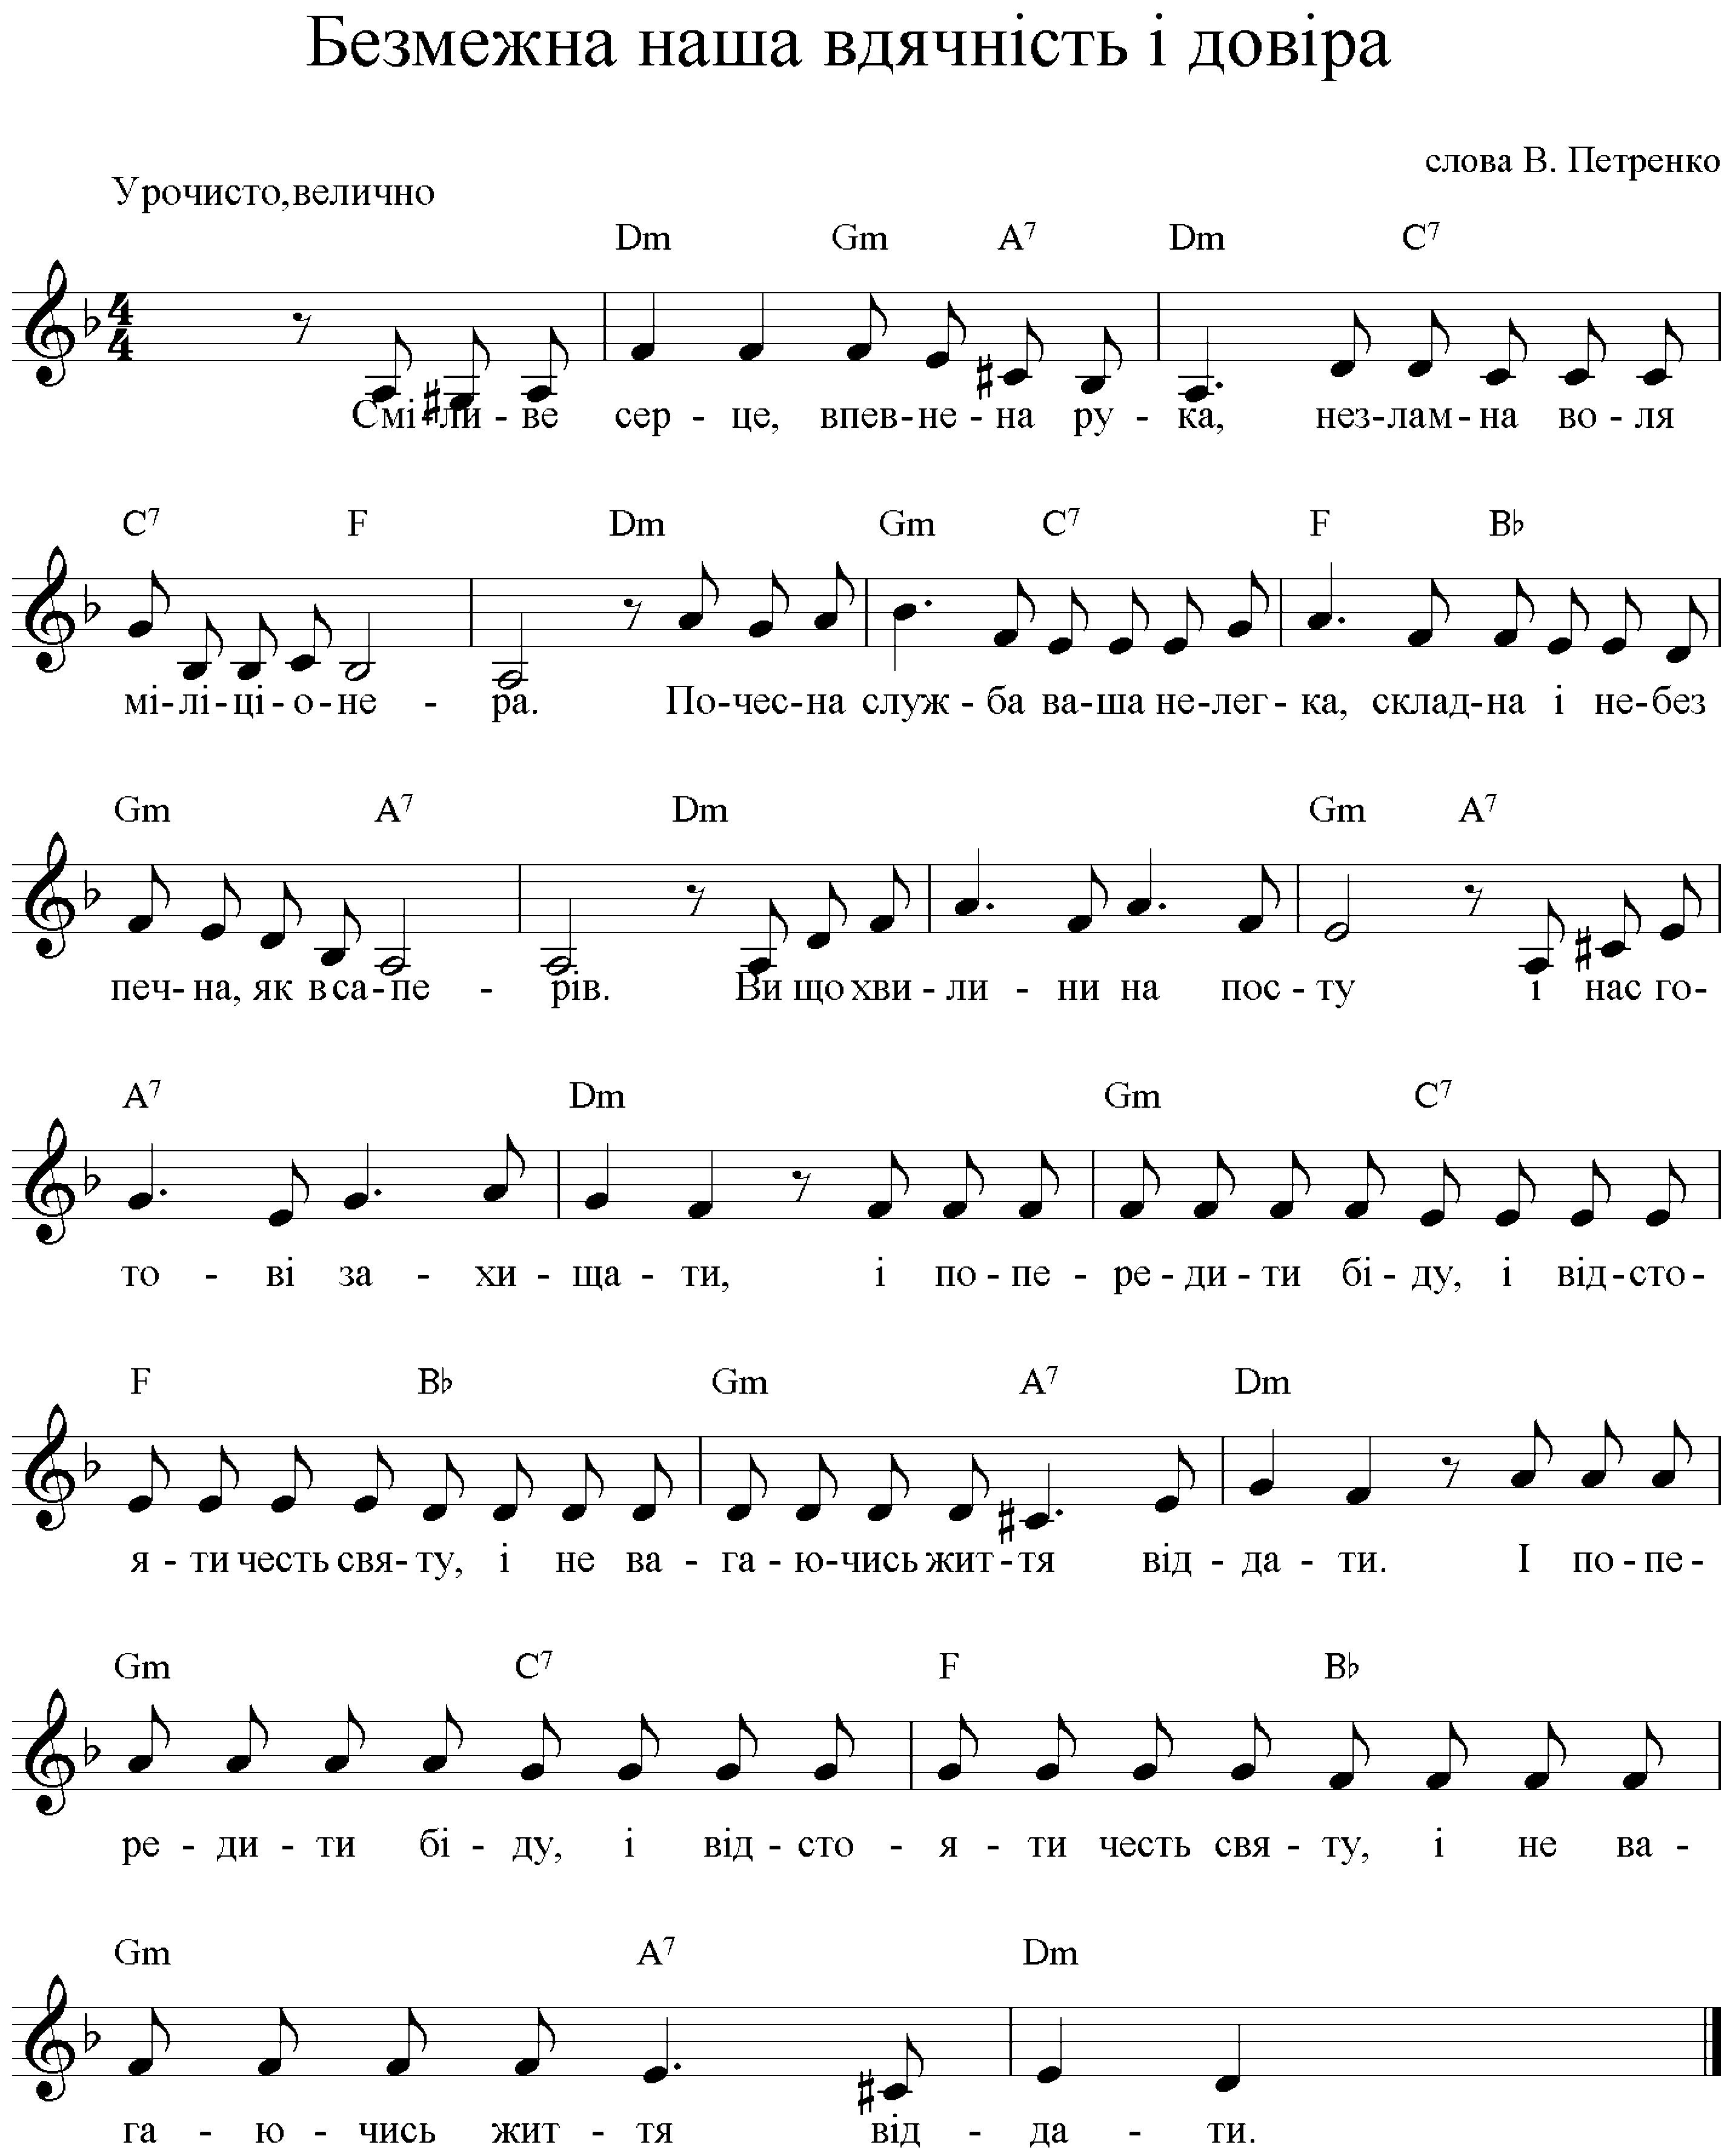 Безмежна наша вдячність і довіра
слова В. Петренко
Урочисто,велично
Dm Gm A7 Dm C7
4
4
Смі-ли - ве сер - це, впев-не - на ру - ка, нез-лам - на во - ля
C7 F Dm Gm C7 F B♭
мі-лі-ці-о-не - ра. По-чес-на служ - ба ва-ша не-лег - ка, склад-на і не-без
Gm A7 Dm Gm A7
печ- на, як в са-пе - рів. Ви що хви - ли - ни на пос - ту і нас го-
A7 Dm Gm C7
то - ві за - хи - ща - ти, і по - пе - ре - ди - ти бі - ду, і від-сто-
F B♭ Gm A7 Dm
я - ти честь свя-ту, і не ва - га - ю-чись жит-тя від - да - ти. І по - пе-
Gm C7 F B♭
ре - ди - ти бі - ду, і від - сто - я - ти честь свя - ту, і не ва -
Gm A7 Dm
га - ю - чись жит - тя від - да - ти.